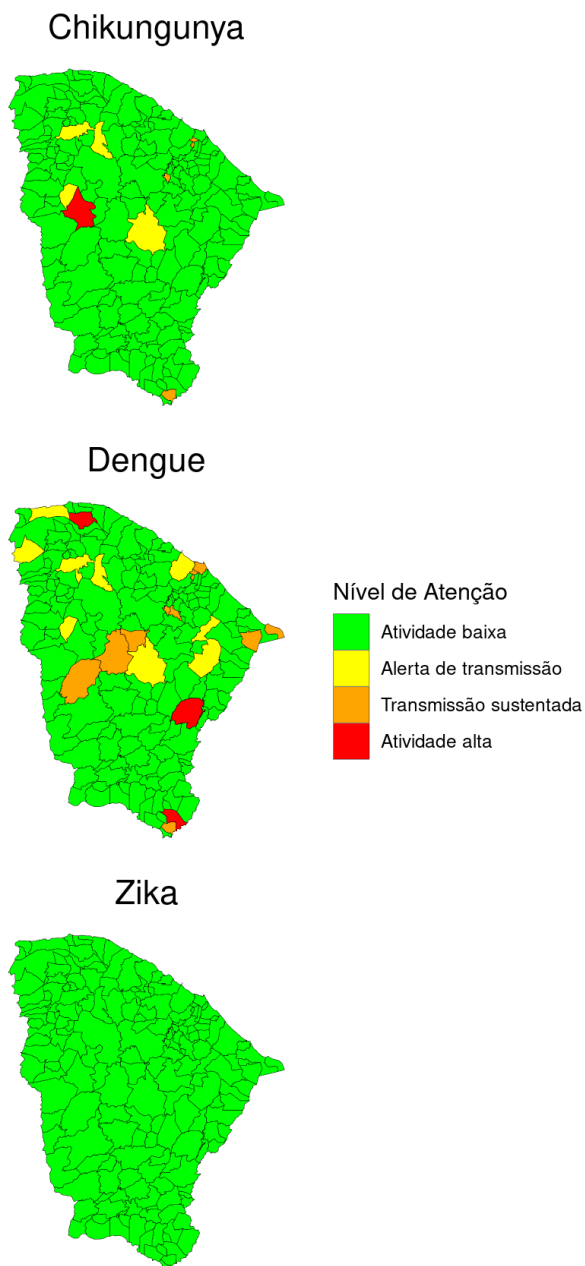 Chikungunya
Dengue
Nível de Atenção
Atividade baixa
Alerta de transmissão
Transmissão sustentada
Atividade alta
Zika